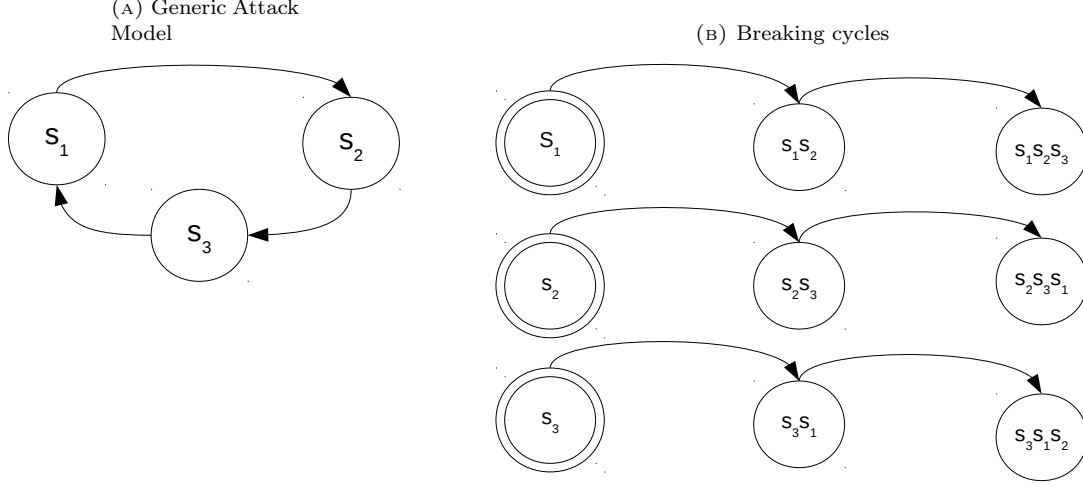 (A) Generic Attack
Model
s₁
s₂
s₃
(B) Breaking cycles
S₁
s₁s₂
s₁s₂s₃
s₂
s₂s₃
s₂s₃s₁
s₃
s₃s₁
s₃s₁s₂